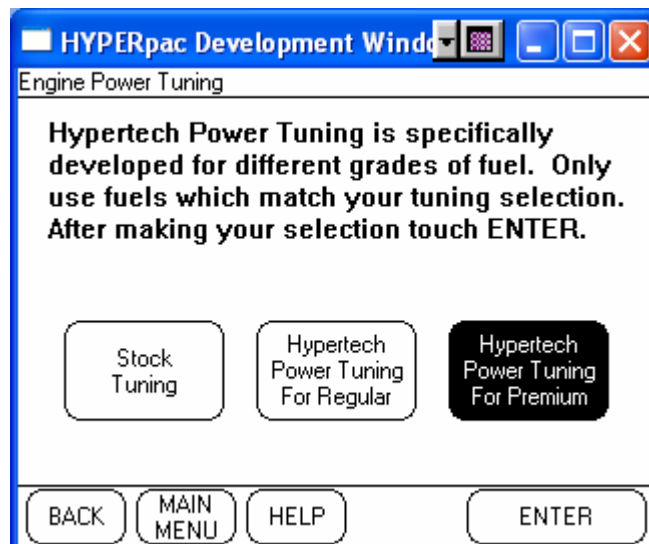 HYPERpac Development Windo
Engine Power Tuning
Hypertech Power Tuning is specifically
developed for different grades of fuel. Only
use fuels which match your tuning selection.
After making your selection touch ENTER.
Stock
Tuning
Hypertech
Power Tuning
For Regular
Hypertech
Power Tuning
For Premium
BACK
MAIN
MENU
HELP
ENTER